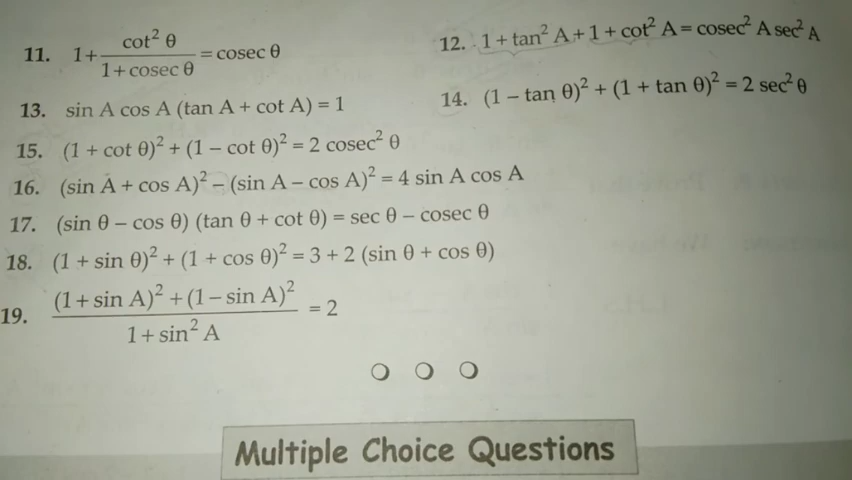 11. 1+ cot² θ / 1+cosec θ = cosec θ
12. 1 + tan² A + 1 + cot² A = cosec² A sec² A
13. sin A cos A (tan A + cot A) = 1
14. (1 – tan θ)² + (1 + tan θ)² = 2 sec² θ
15. (1 + cot θ)² + (1 – cot θ)² = 2 cosec² θ
16. (sin A + cos A)² – (sin A – cos A)² = 4 sin A cos A
17. (sin θ – cos θ) (tan θ + cot θ) = sec θ – cosec θ
18. (1 + sin θ)² + (1 + cos θ)² = 3 + 2 (sin θ + cos θ)
19. (1+ sin A)² + (1 – sin A)² / 1+ sin² A = 2
Multiple Choice Questions